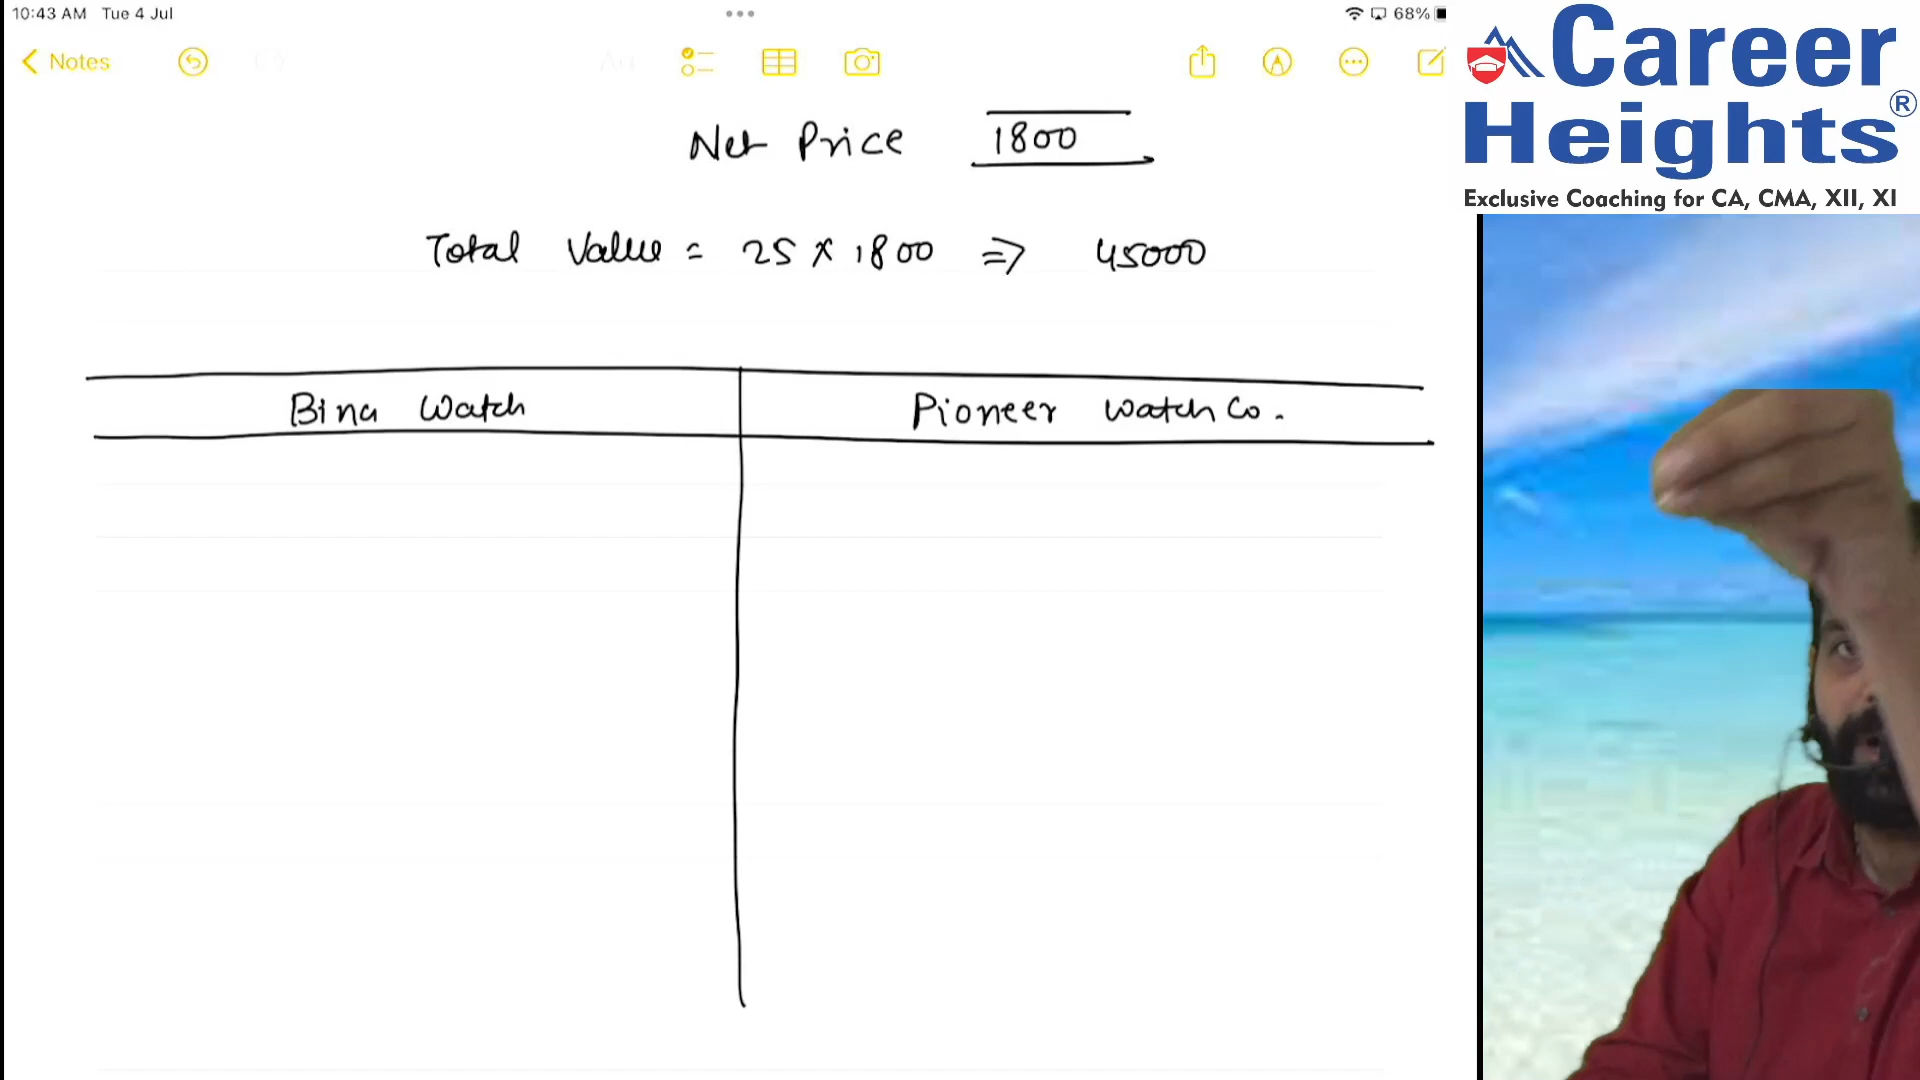 10:43 AM Tue 4 Jul
68%
Notes
Career
Heights®
Exclusive Coaching for CA, CMA, XII, XI
Net Price 1800
Total Value = 25 x 1800 => 45000
Bina Watch
Pioneer Watch Co.